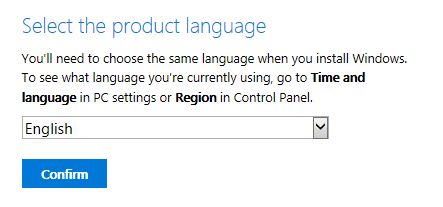 Select the product language
You'll need to choose the same language when you install Windows.
To see what language you're currently using, go to Time and
language in PC settings or Region in Control Panel.
English
Confirm